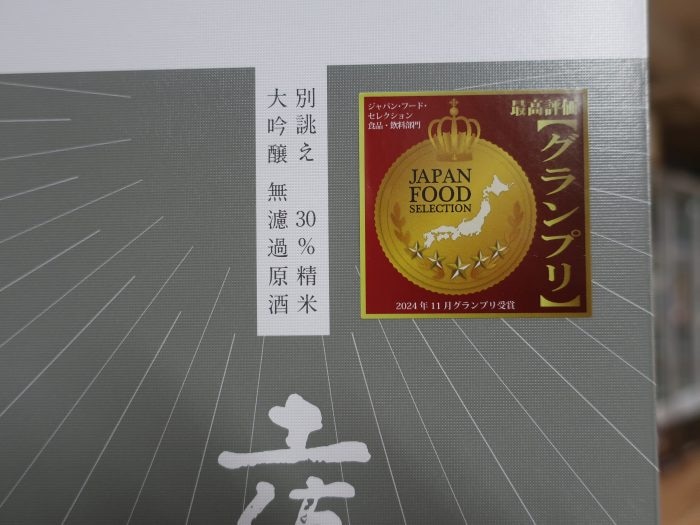 別誂え 30%精米
大吟醸 無濾過原酒
ジャパン・フード・
セレクション
食品・飲料部門
最高評価
【グランプリ】
JAPAN
FOOD
SELECTION
2024年11月グランプリ受賞
土